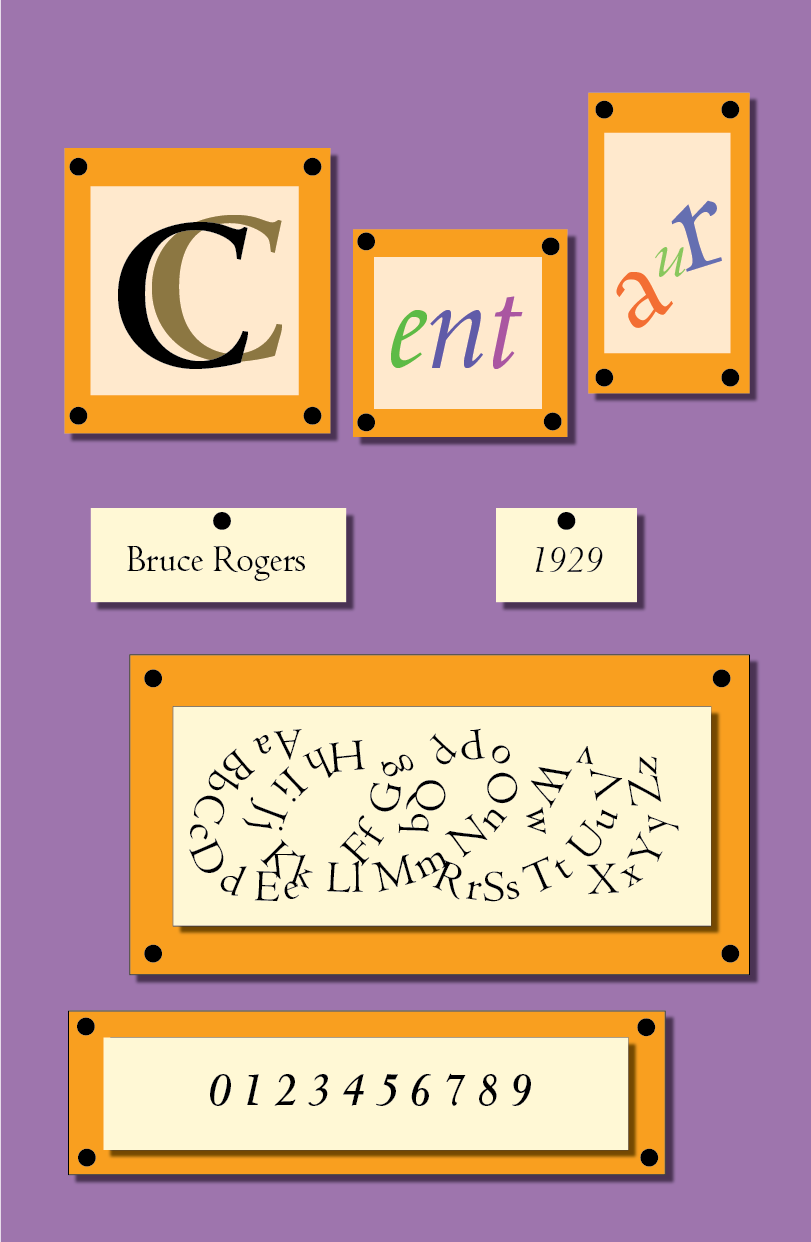 CC
ent
aur
Bruce Rogers
1929
Aa Bb Cc Dd Ee Ff Gg Hh Ii Jj Kk Ll Mm Nn Oo Pp Qq Rr Ss Tt Uu Vv Ww Xx Yy Zz
0 1 2 3 4 5 6 7 8 9